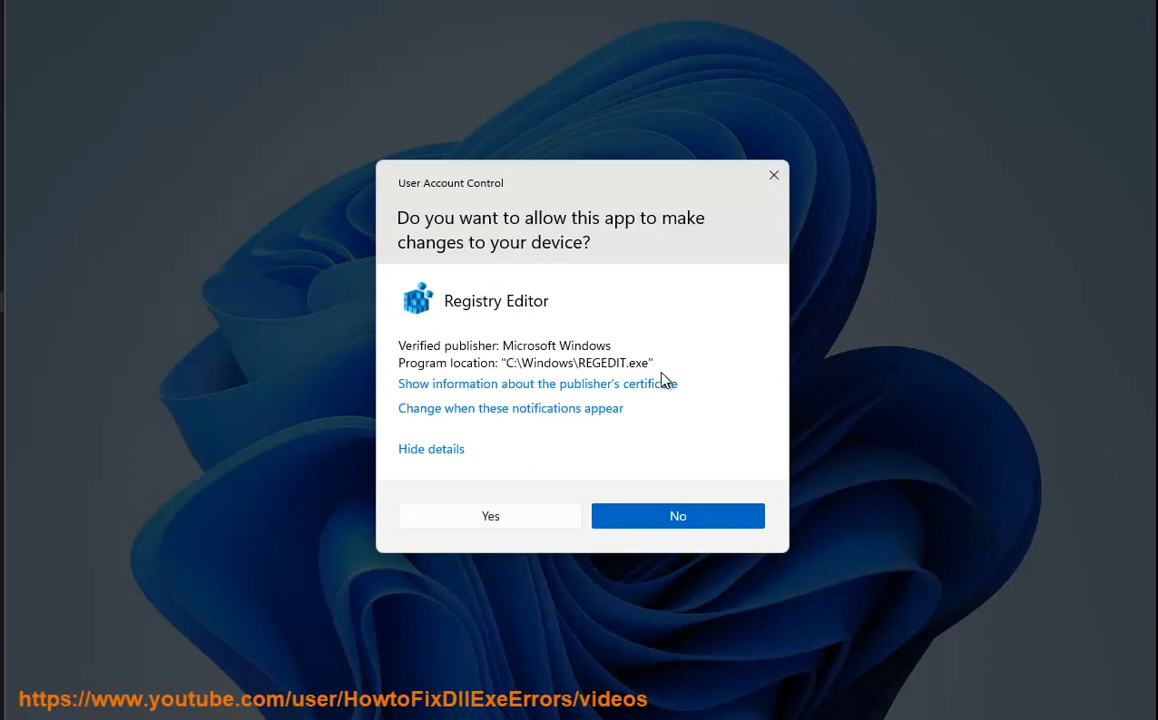 User Account Control
Do you want to allow this app to make
changes to your device?
Registry Editor
Verified publisher: Microsoft Windows
Program location: "C:\Windows\REGEDIT.exe"
Show information about the publisher's certificate
Change when these notifications appear
Hide details
Yes
No
https://www.youtube.com/user/HowtoFixDllExeErrors/videos